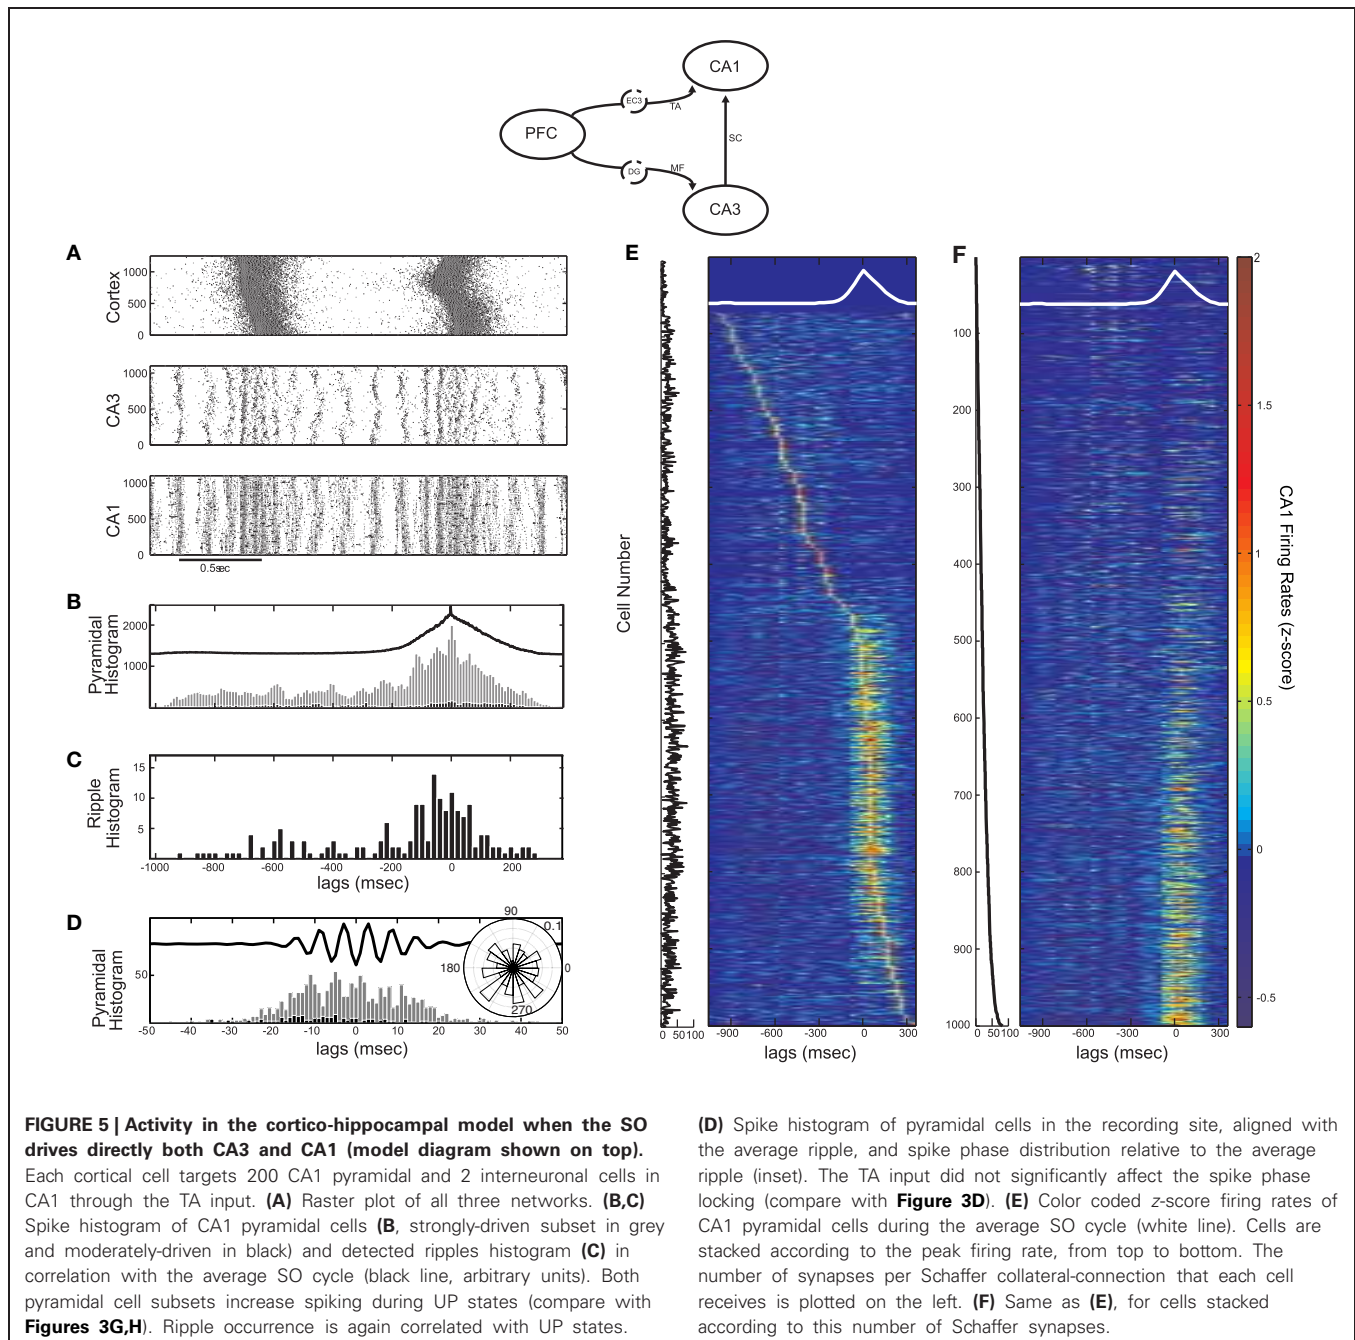 CA1
EC3
TA
PFC
SC
DG
MF
CA3
A
1000
500
0
Cortex
1000
500
0
CA3
1000
500
0
CA1
0.5sec
B
2000
1000
Pyramidal
Histogram
C
15
10
5
Ripple
Histogram
-1000 -800 -600 -400 -200 0 200
lags (msec)
D
50
Pyramidal
Histogram
90
0.1
180
0
270
-50 -40 -30 -20 -10 0 10 20 30 40 50
lags (msec)
E
Cell Number
0 50 100
-900 -600 -300 0 300
lags (msec)
F
100
200
300
400
500
600
700
800
900
1000
0 50 100
-900 -600 -300 0 300
lags (msec)
2
1.5
1
0.5
0
-0.5
CA1 Firing Rates (z-score)
FIGURE 5 | Activity in the cortico-hippocampal model when the SO
drives directly both CA3 and CA1 (model diagram shown on top).
Each cortical cell targets 200 CA1 pyramidal and 2 interneuronal cells in
CA1 through the TA input. (A) Raster plot of all three networks. (B,C)
Spike histogram of CA1 pyramidal cells (B, strongly-driven subset in grey
and moderately-driven in black) and detected ripples histogram (C) in
correlation with the average SO cycle (black line, arbitrary units). Both
pyramidal cell subsets increase spiking during UP states (compare with
Figures 3G,H). Ripple occurrence is again correlated with UP states.
(D) Spike histogram of pyramidal cells in the recording site, aligned with
the average ripple, and spike phase distribution relative to the average
ripple (inset). The TA input did not significantly affect the spike phase
locking (compare with Figure 3D). (E) Color coded z-score firing rates of
CA1 pyramidal cells during the average SO cycle (white line). Cells are
stacked according to the peak firing rate, from top to bottom. The
number of synapses per Schaffer collateral-connection that each cell
receives is plotted on the left. (F) Same as (E), for cells stacked
according to this number of Schaffer synapses.